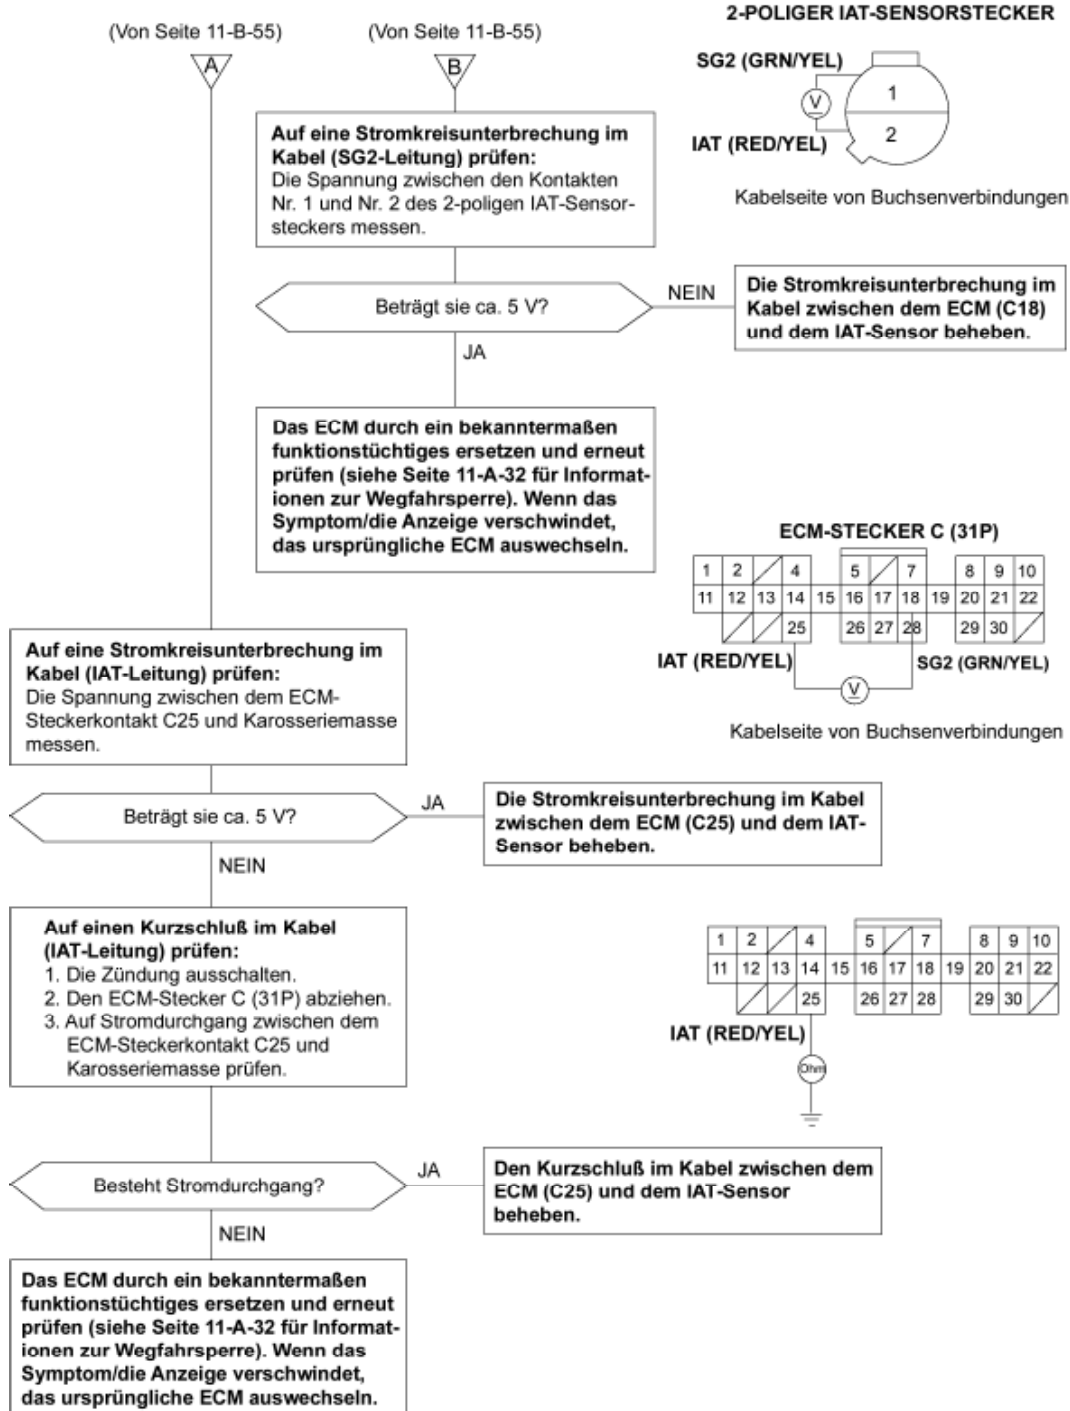 (Von Seite 11-B-55)
(Von Seite 11-B-55)
A
B
2-POLIGER IAT-SENSORSTECKER
SG2 (GRN/YEL)
V
IAT (RED/YEL)
1
2
Kabelseite von Buchsenverbindungen
Auf eine Stromkreisunterbrechung im
Kabel (SG2-Leitung) prüfen:
Die Spannung zwischen den Kontakten
Nr. 1 und Nr. 2 des 2-poligen IAT-Sensor-
steckers messen.
Beträgt sie ca. 5 V?
NEIN
Die Stromkreisunterbrechung im
Kabel zwischen dem ECM (C18)
und dem IAT-Sensor beheben.
JA
Das ECM durch ein bekanntermaßen
funktionstüchtiges ersetzen und erneut
prüfen (siehe Seite 11-A-32 für Informat-
ionen zur Wegfahrsperre). Wenn das
Symptom/die Anzeige verschwindet,
das ursprüngliche ECM auswechseln.
ECM-STECKER C (31P)
1 2 4 5 7 8 9 10
11 12 13 14 15 16 17 18 19 20 21 22
25 26 27 28 29 30
IAT (RED/YEL)
SG2 (GRN/YEL)
V
Kabelseite von Buchsenverbindungen
Auf eine Stromkreisunterbrechung im
Kabel (IAT-Leitung) prüfen:
Die Spannung zwischen dem ECM-
Steckerkontakt C25 und Karosseriemasse
messen.
Beträgt sie ca. 5 V?
JA
Die Stromkreisunterbrechung im Kabel
zwischen dem ECM (C25) und dem IAT-
Sensor beheben.
NEIN
Auf einen Kurzschluß im Kabel
(IAT-Leitung) prüfen:
1. Die Zündung ausschalten.
2. Den ECM-Stecker C (31P) abziehen.
3. Auf Stromdurchgang zwischen dem
ECM-Steckerkontakt C25 und
Karosseriemasse prüfen.
1 2 4 5 7 8 9 10
11 12 13 14 15 16 17 18 19 20 21 22
25 26 27 28 29 30
IAT (RED/YEL)
Ohm
Besteht Stromdurchgang?
JA
Den Kurzschluß im Kabel zwischen dem
ECM (C25) und dem IAT-Sensor
beheben.
NEIN
Das ECM durch ein bekanntermaßen
funktionstüchtiges ersetzen und erneut
prüfen (siehe Seite 11-A-32 für Informat-
ionen zur Wegfahrsperre). Wenn das
Symptom/die Anzeige verschwindet,
das ursprüngliche ECM auswechseln.